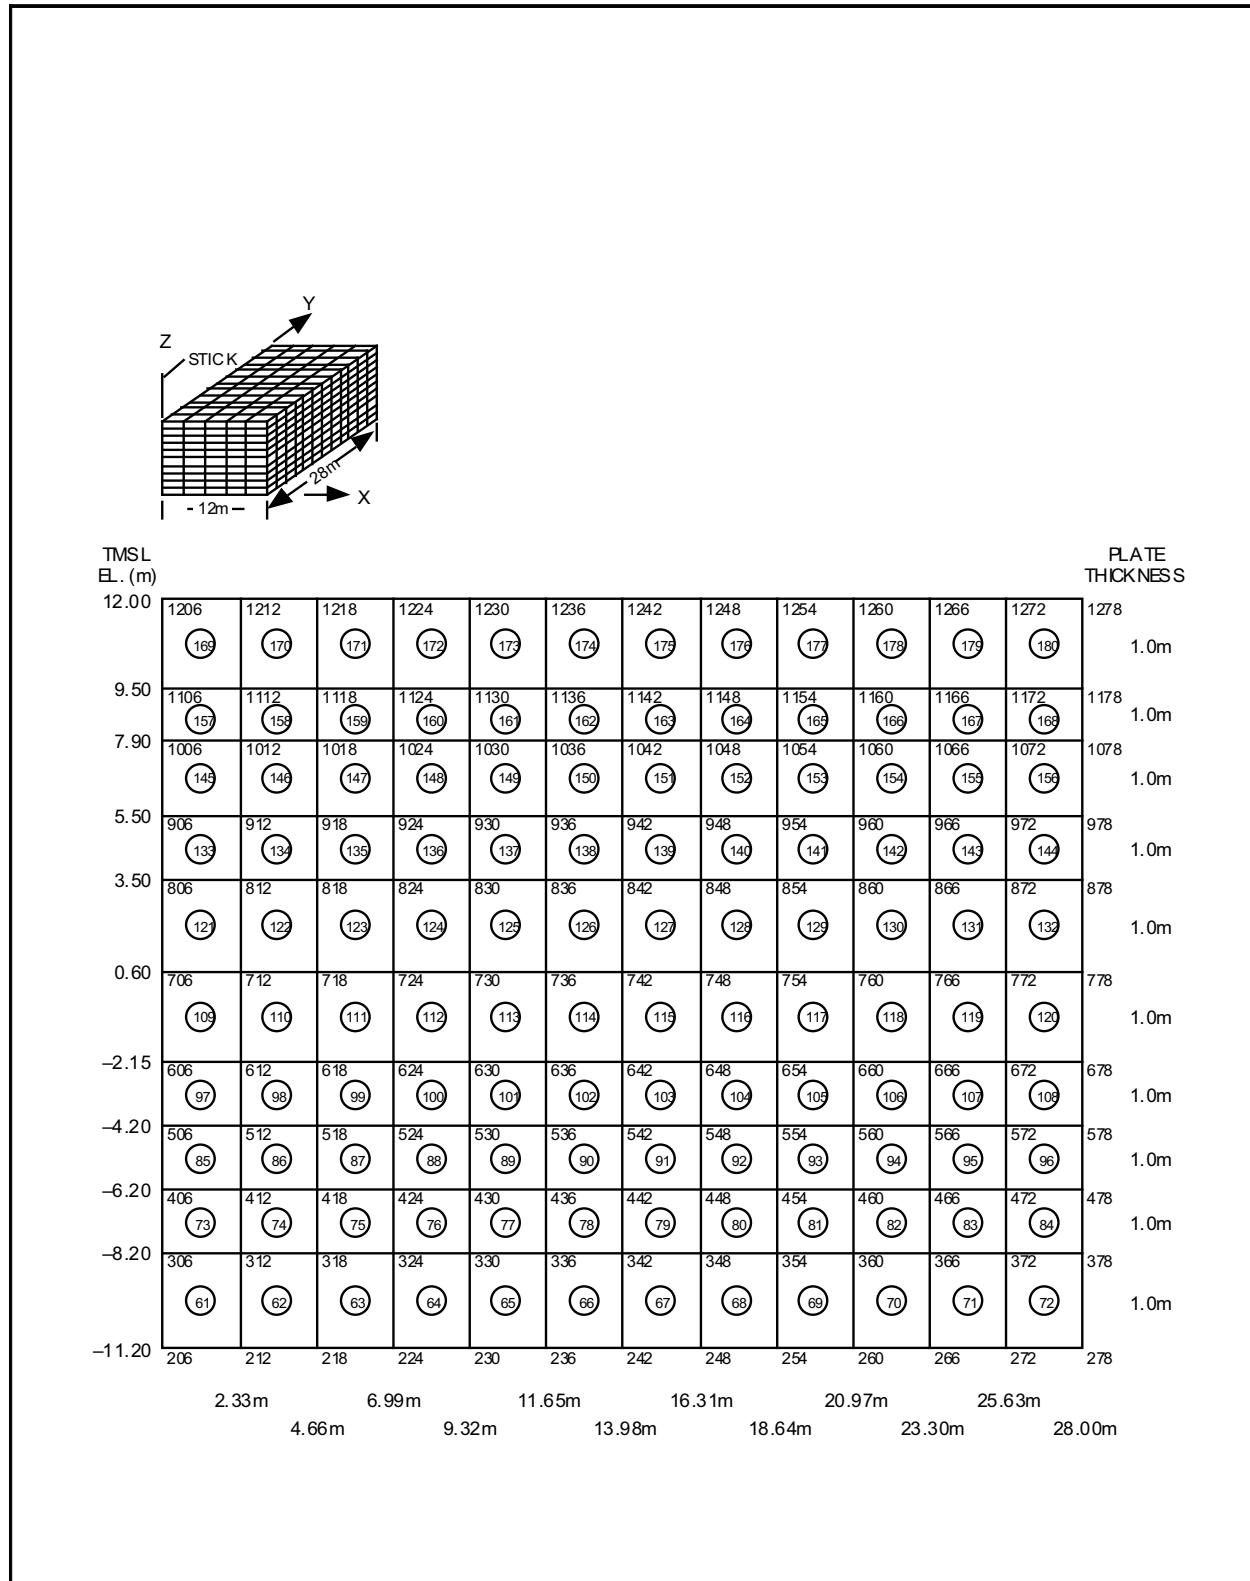 Y
Z
STICK
28m
X
12m
TMSL PLATE
EL. (m) THICKNESS
12.00 1206 1212 1218 1224 1230 1236 1242 1248 1254 1260 1266 1272 1278
169 170 171 172 173 174 175 176 177 178 179 180 1.0m
9.50 1106 1112 1118 1124 1130 1136 1142 1148 1154 1160 1166 1172 1178
157 158 159 160 161 162 163 164 165 166 167 168 1.0m
7.90 1006 1012 1018 1024 1030 1036 1042 1048 1054 1060 1066 1072 1078
145 146 147 148 149 150 151 152 153 154 155 156 1.0m
5.50 906 912 918 924 930 936 942 948 954 960 966 972 978
133 134 135 136 137 138 139 140 141 142 143 144 1.0m
3.50 806 812 818 824 830 836 842 848 854 860 866 872 878
121 122 123 124 125 126 127 128 129 130 131 132 1.0m
0.60 706 712 718 724 730 736 742 748 754 760 766 772 778
109 110 111 112 113 114 115 116 117 118 119 120 1.0m
–2.15 606 612 618 624 630 636 642 648 654 660 666 672 678
97 98 99 100 101 102 103 104 105 106 107 108 1.0m
–4.20 506 512 518 524 530 536 542 548 554 560 566 572 578
85 86 87 88 89 90 91 92 93 94 95 96 1.0m
–6.20 406 412 418 424 430 436 442 448 454 460 466 472 478
73 74 75 76 77 78 79 80 81 82 83 84 1.0m
–8.20 306 312 318 324 330 336 342 348 354 360 366 372 378
61 62 63 64 65 66 67 68 69 70 71 72 1.0m
–11.20 206 212 218 224 230 236 242 248 254 260 266 272 278
2.33m 6.99m 11.65m 16.31m 20.97m 25.63m
4.66m 9.32m 13.98m 18.64m 23.30m 28.00m